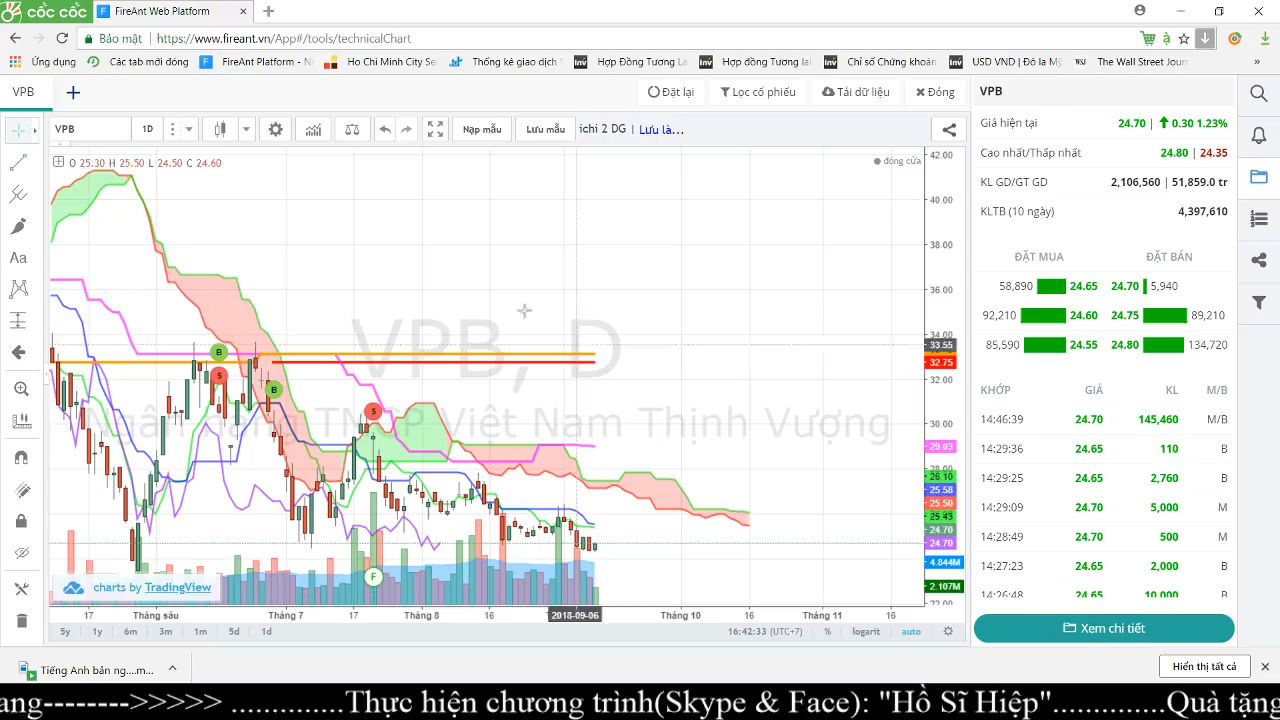 cốc cốc
FireAnt Web Platform
Bảo mật | https://www.fireant.vn/App#/tools/technicalChart
Ứng dụng
Các tab mới đóng
FireAnt Platform - N
Ho Chi Minh City Se
Thống kê giao dịch
Hợp Đồng Tương La
Hợp đồng Tương lai
Chỉ số Chứng khoán
USD VND | Đô la Mỹ
The Wall Street Jour
»
VPB
Đặt lại
Lọc cổ phiếu
Tải dữ liệu
Đóng
VPB
VPB
1D
Nạp mẫu
Lưu mẫu
ichi 2 DG
Lưu là...
O 25.30 H 25.50 L 24.50 C 24.60
đóng cửa
VPB, D
Ngân hàng TMCP Việt Nam Thịnh Vượng
B
$
B
$
F
42.00
40.00
38.00
36.00
34.00
33.55
32.75
32.00
30.00
29.03
28.00
26.10
25.58
25.50
25.43
24.70
24.70
4.844M
2.107M
22.00
charts by TradingView
17
Tháng sáu
16
Tháng 7
17
Tháng 8
16
2018-09-06
Tháng 10
16
Tháng 11
16
5y 1y 6m 3m 1m 5d 1d
16:42:33 (UTC+7) % logarit auto
Giá hiện tại 24.70 | 0.30 1.23%
Cao nhất/Thấp nhất 24.80 | 24.35
KL GD/GT GD 2,106,560 | 51,859.0 tr
KLTB (10 ngày) 4,397,610
ĐẶT MUA ĐẶT BÁN
58,890 24.65 24.70 5,940
92,210 24.60 24.75 89,210
85,590 24.55 24.80 134,720
KHỚP GIÁ KL M/B
14:46:39 24.70 145,460 M/B
14:29:36 24.65 110 B
14:29:25 24.65 2,760 B
14:29:09 24.70 5,000 M
14:28:49 24.70 500 M
14:27:23 24.65 2,000 B
14:26:48 24.65 10,000 B
Xem chi tiết
Tiếng Anh bản ng....m...
Hiển thị tất cả
ang-------->>>>> .............Thực hiện chương trình(Skype & Face): "Hồ Sĩ Hiệp".............Quà tặng